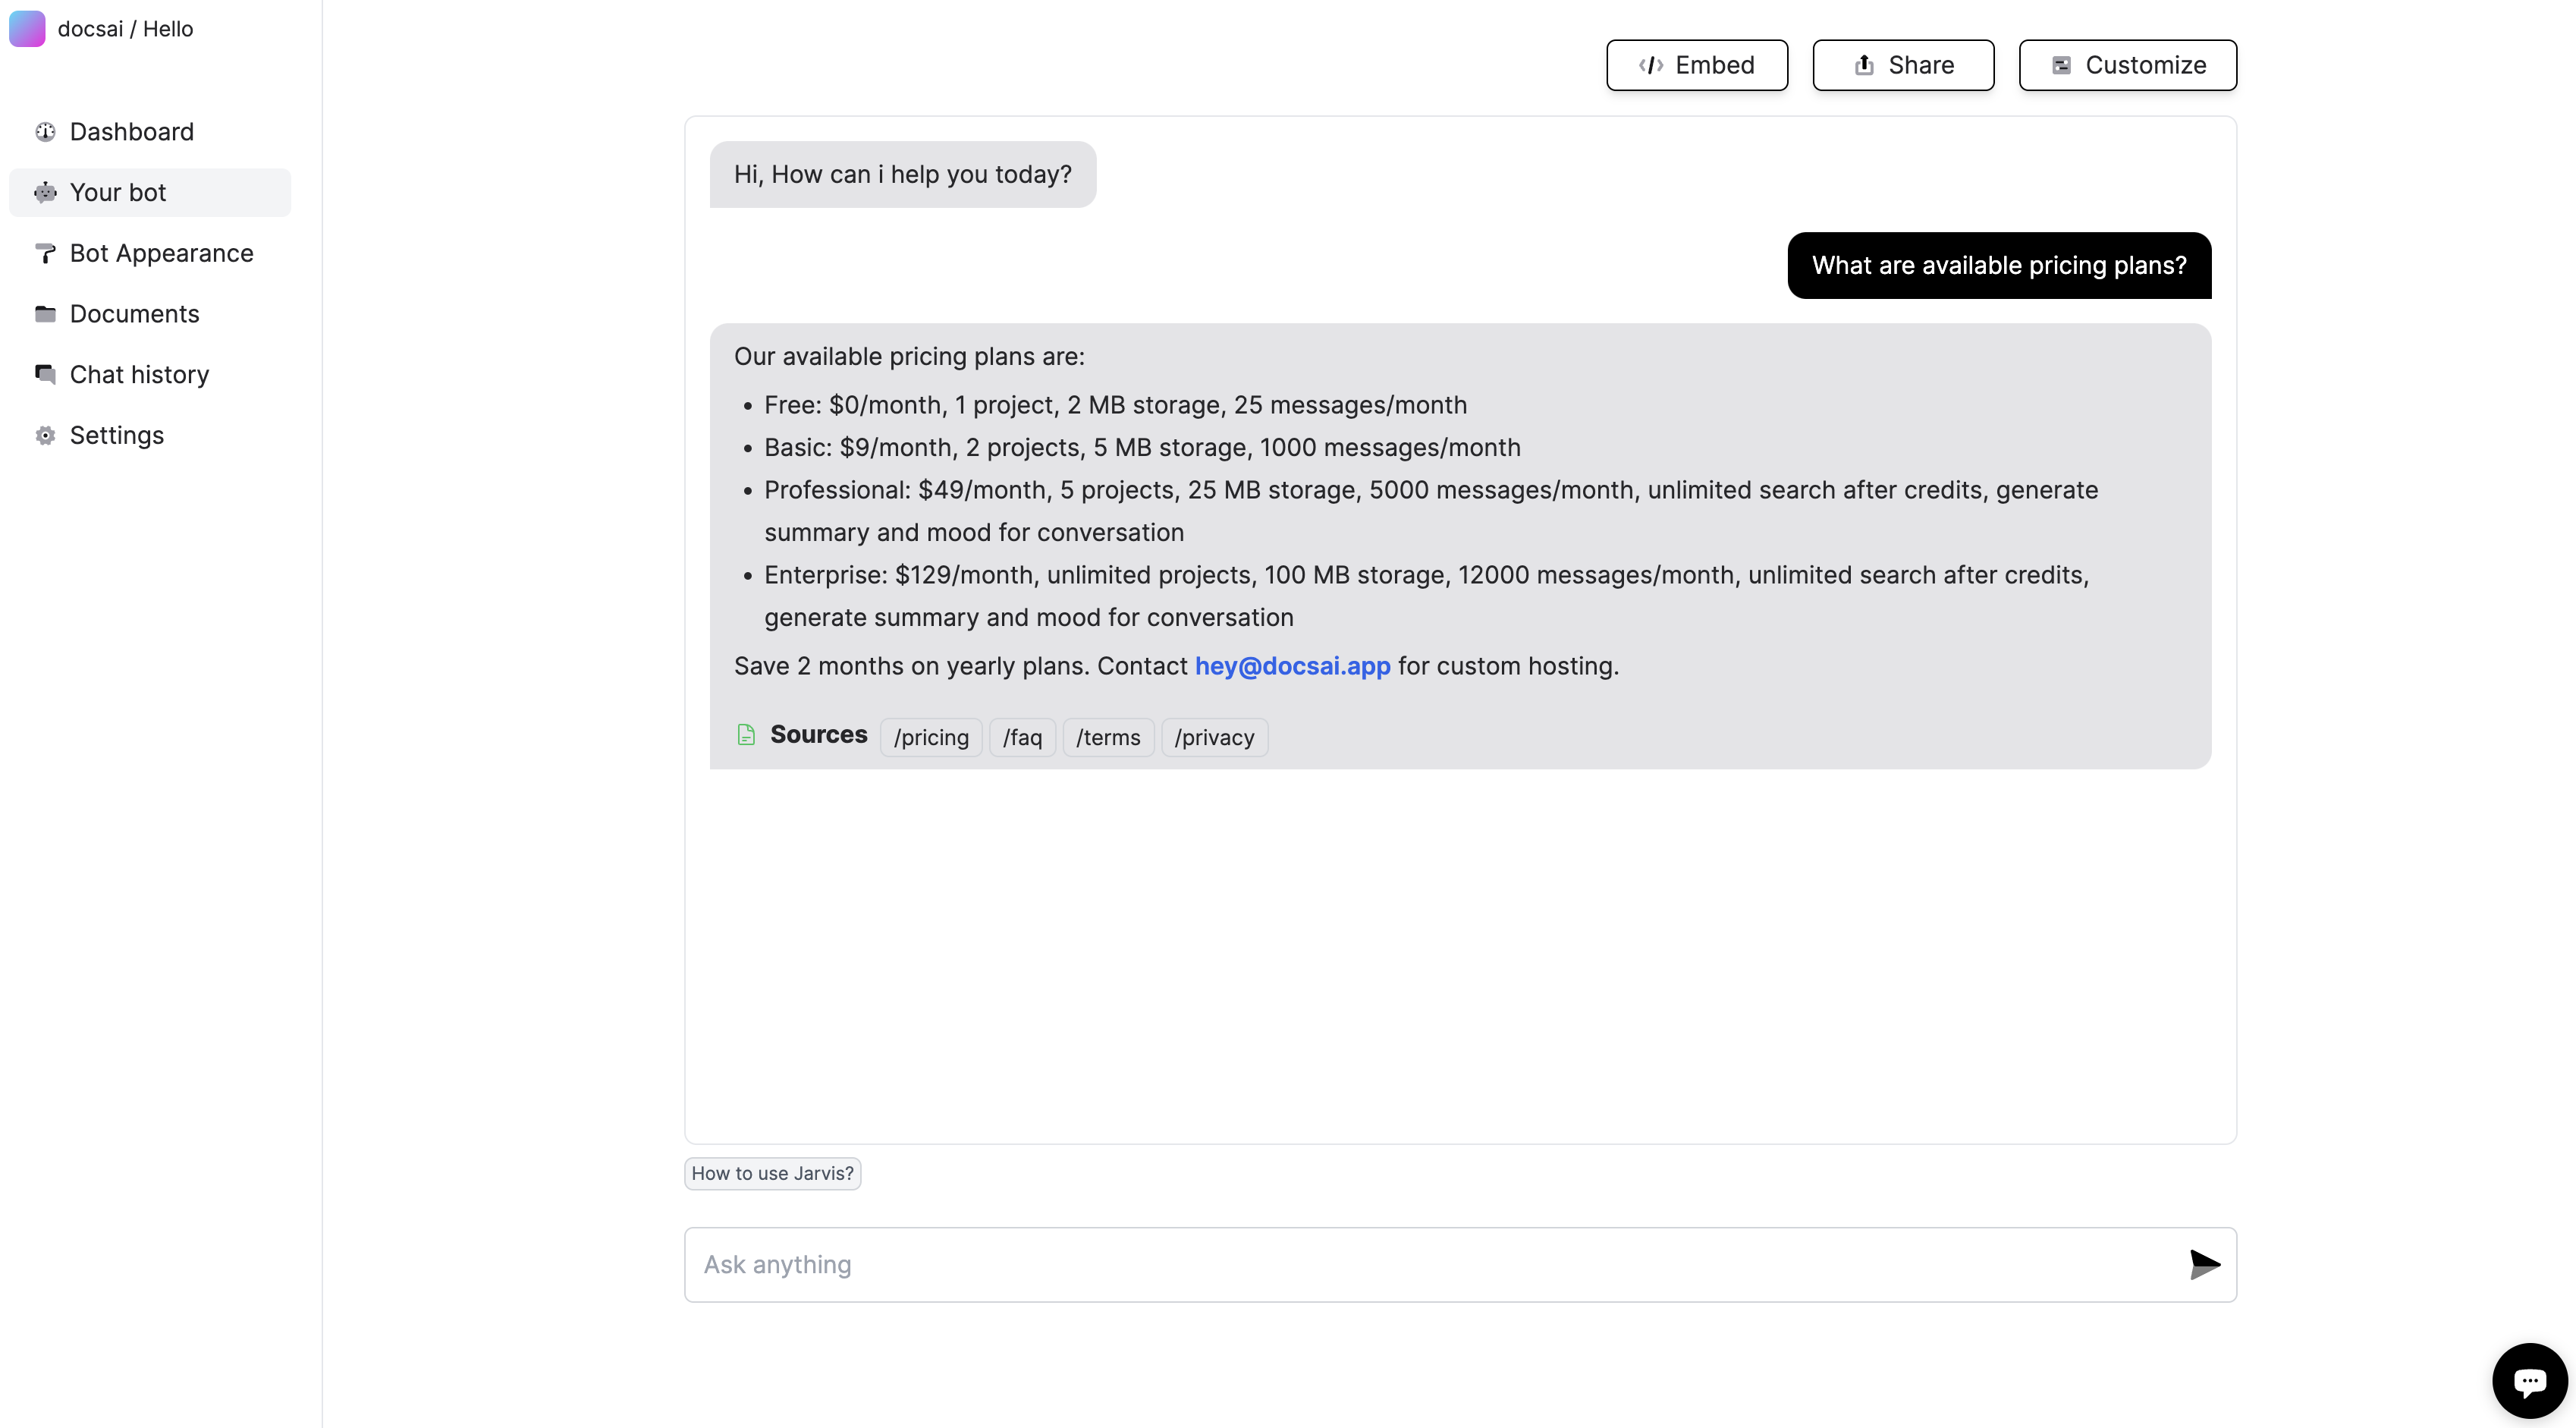 docsai / Hello
Dashboard
Your bot
Bot Appearance
Documents
Chat history
Settings
Embed
Share
Customize
Hi, How can i help you today?
What are available pricing plans?
Our available pricing plans are:
• Free: $0/month, 1 project, 2 MB storage, 25 messages/month
• Basic: $9/month, 2 projects, 5 MB storage, 1000 messages/month
• Professional: $49/month, 5 projects, 25 MB storage, 5000 messages/month, unlimited search after credits, generate
summary and mood for conversation
• Enterprise: $129/month, unlimited projects, 100 MB storage, 12000 messages/month, unlimited search after credits,
generate summary and mood for conversation
Save 2 months on yearly plans. Contact hey@docsai.app for custom hosting.
Sources /pricing /faq /terms /privacy
How to use Jarvis?
Ask anything